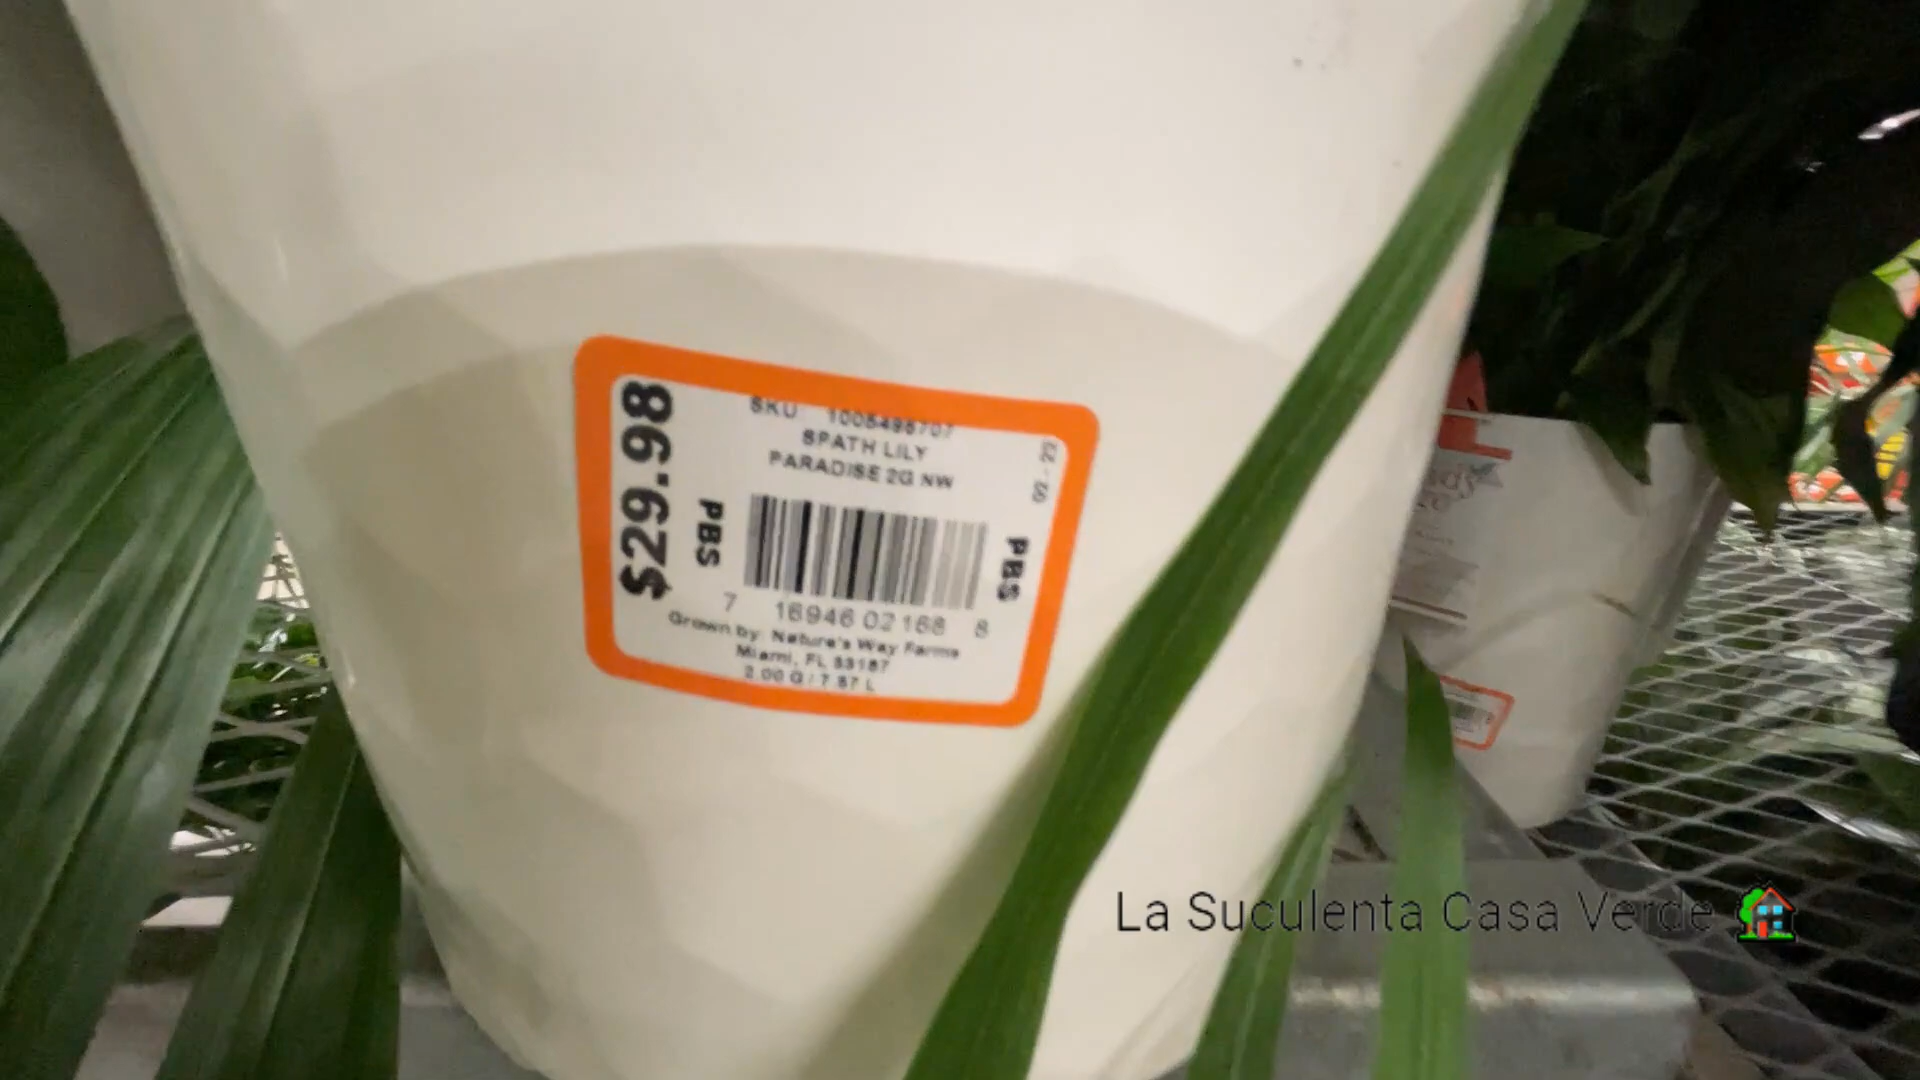 $29.98
SKU: 1005495707
SPATH LILY
PARADISE 2G NW
PBS
PBS
7 16946 02168 8
Grown by: Nature's Way Farms
Miami, FL 33187
2.00 G / 7.57 L
La Suculenta Casa Verde